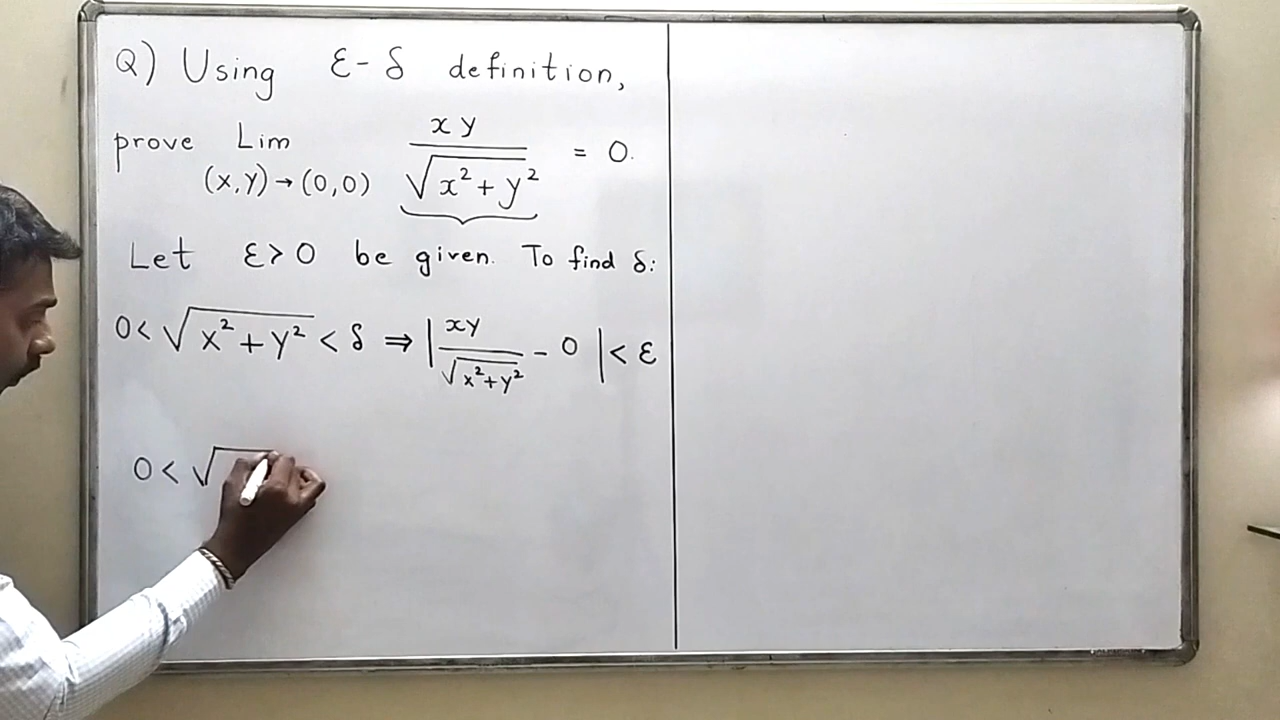 Q) Using ε-δ definition,
prove Lim (x,y)→(0,0) xy/√(x²+y²) = 0.
Let ε>0 be given. To find δ:
0<√(x²+y²)<δ ⇒ |xy/√(x²+y²) - 0|<ε
0<√